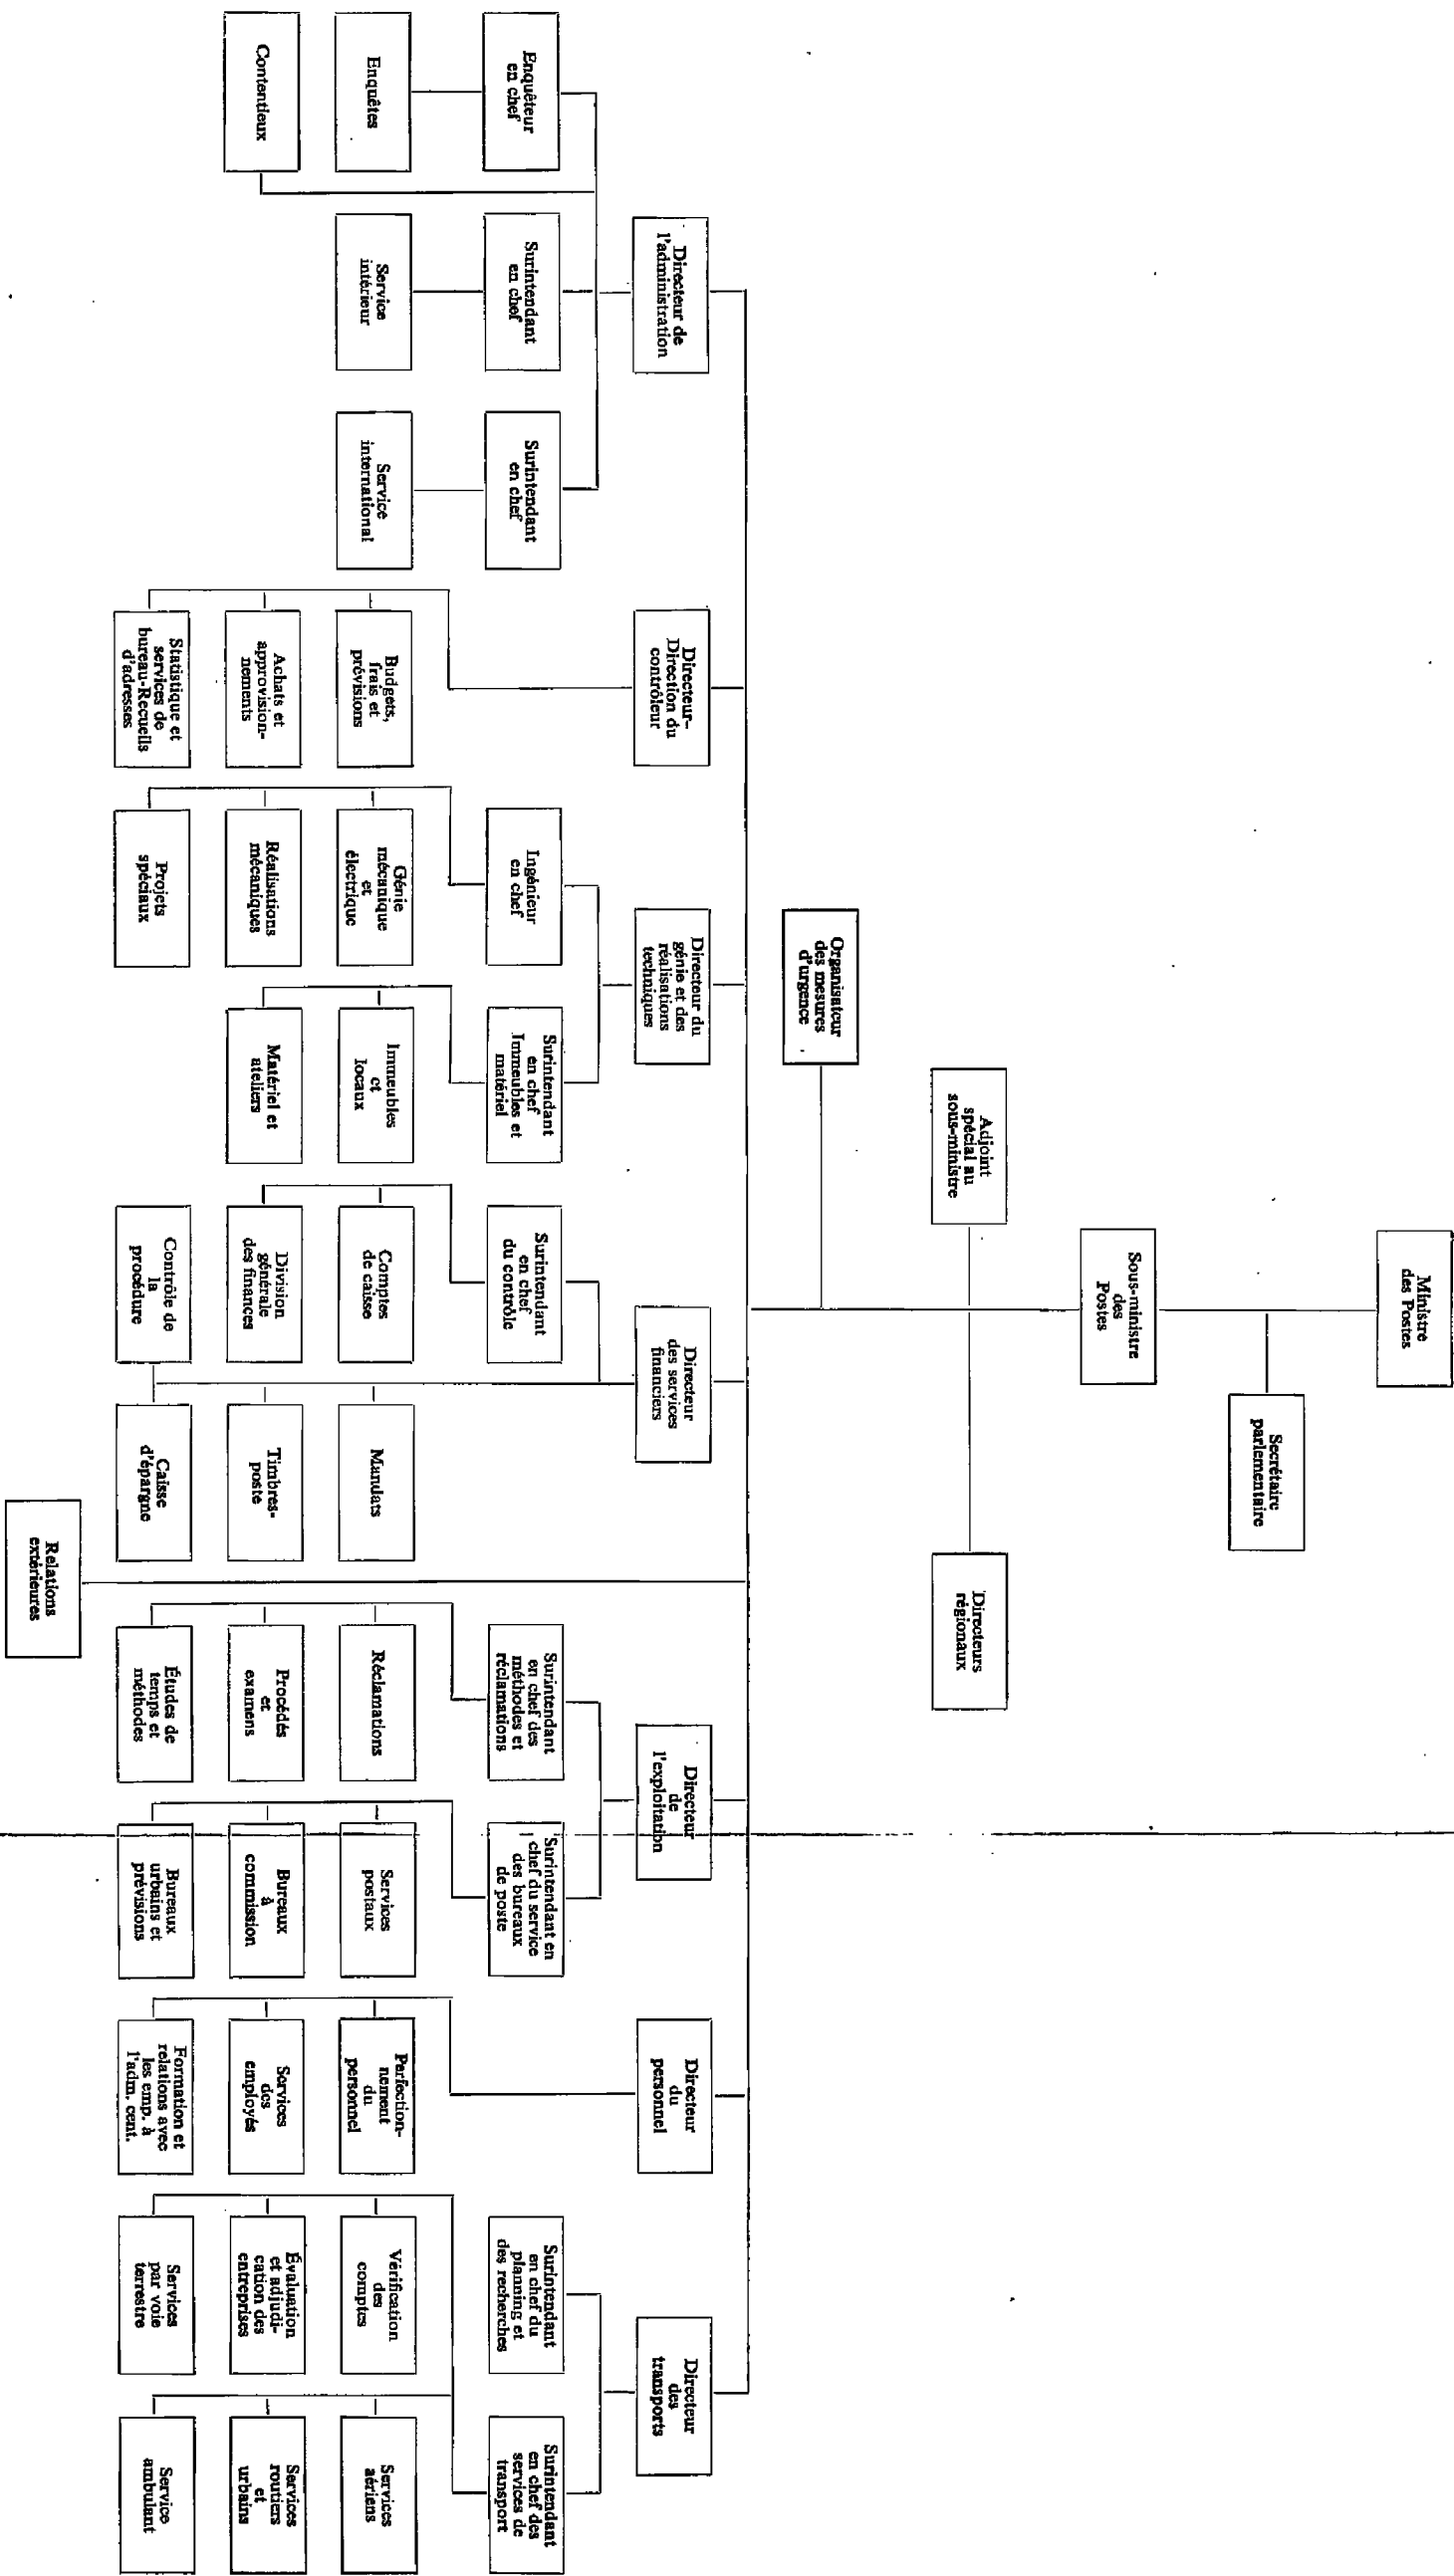 Ministre
des Postes
Secrétaire
parlementaire
Sous-ministre
des
Postes
Adjoint
spécial au
sous-ministre
Directeurs
régionaux
Organisateur
des mesures
d'urgence
Directeur de
l'administration
Directeur–
Direction du
contrôleur
Directeur du
génie et des
réalisations
techniques
Directeur
des services
financiers
Directeur
de
l'exploitation
Directeur
du
personnel
Directeur
des
transports
Enquêteur
en chef
Surintendant
en chef
Surintendant
en chef
Ingénieur
en chef
Surintendant
en chef
Immeubles et
matériel
Surintendant
en chef
du contrôle
Surintendant
en chef des
méthodes et
réclamations
Surintendant en
chef du service
des bureaux
de poste
Surintendant
en chef du
planning et
des recherches
Surintendant
en chef des
services de
transport
Enquêtes
Service
intérieur
Service
international
Budgets,
frais et
prévisions
Génie
mécanique
et
électrique
Immeubles
et
locaux
Comptes
de caisse
Mandats
Réclamations
Services
postaux
Perfection-
nement
du
personnel
Vérification
des
comptes
Services
aériens
Contentieux
Achats et
approvision-
nements
Réalisations
mécaniques
Matériel et
ateliers
Division
générale
des finances
Timbres-
poste
Procédés
et
examens
Bureaux
à
commission
Services
des
employés
Évaluation
et adjudi-
cation des
entreprises
Services
routiers
et
urbains
Statistique et
services de
bureau-Recueils
d'adresses
Projets
spéciaux
Contrôle de
la
procédure
Caisse
d'épargne
Études de
temps et
méthodes
Bureaux
urbains et
prévisions
Formation et
relations avec
les emp. à
l'adm. cent.
Services
par voie
terrestre
Service
ambulant
Relations
extérieures